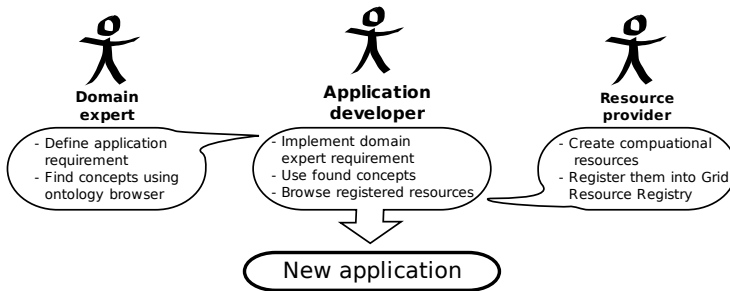 Domain
expert
- Define application
requirement
- Find concepts using
ontology browser
Application
developer
- Implement domain
expert requirement
- Use found concepts
- Browse registered resources
Resource
provider
- Create compuational
resources
- Register them into Grid
Resource Registry
New application